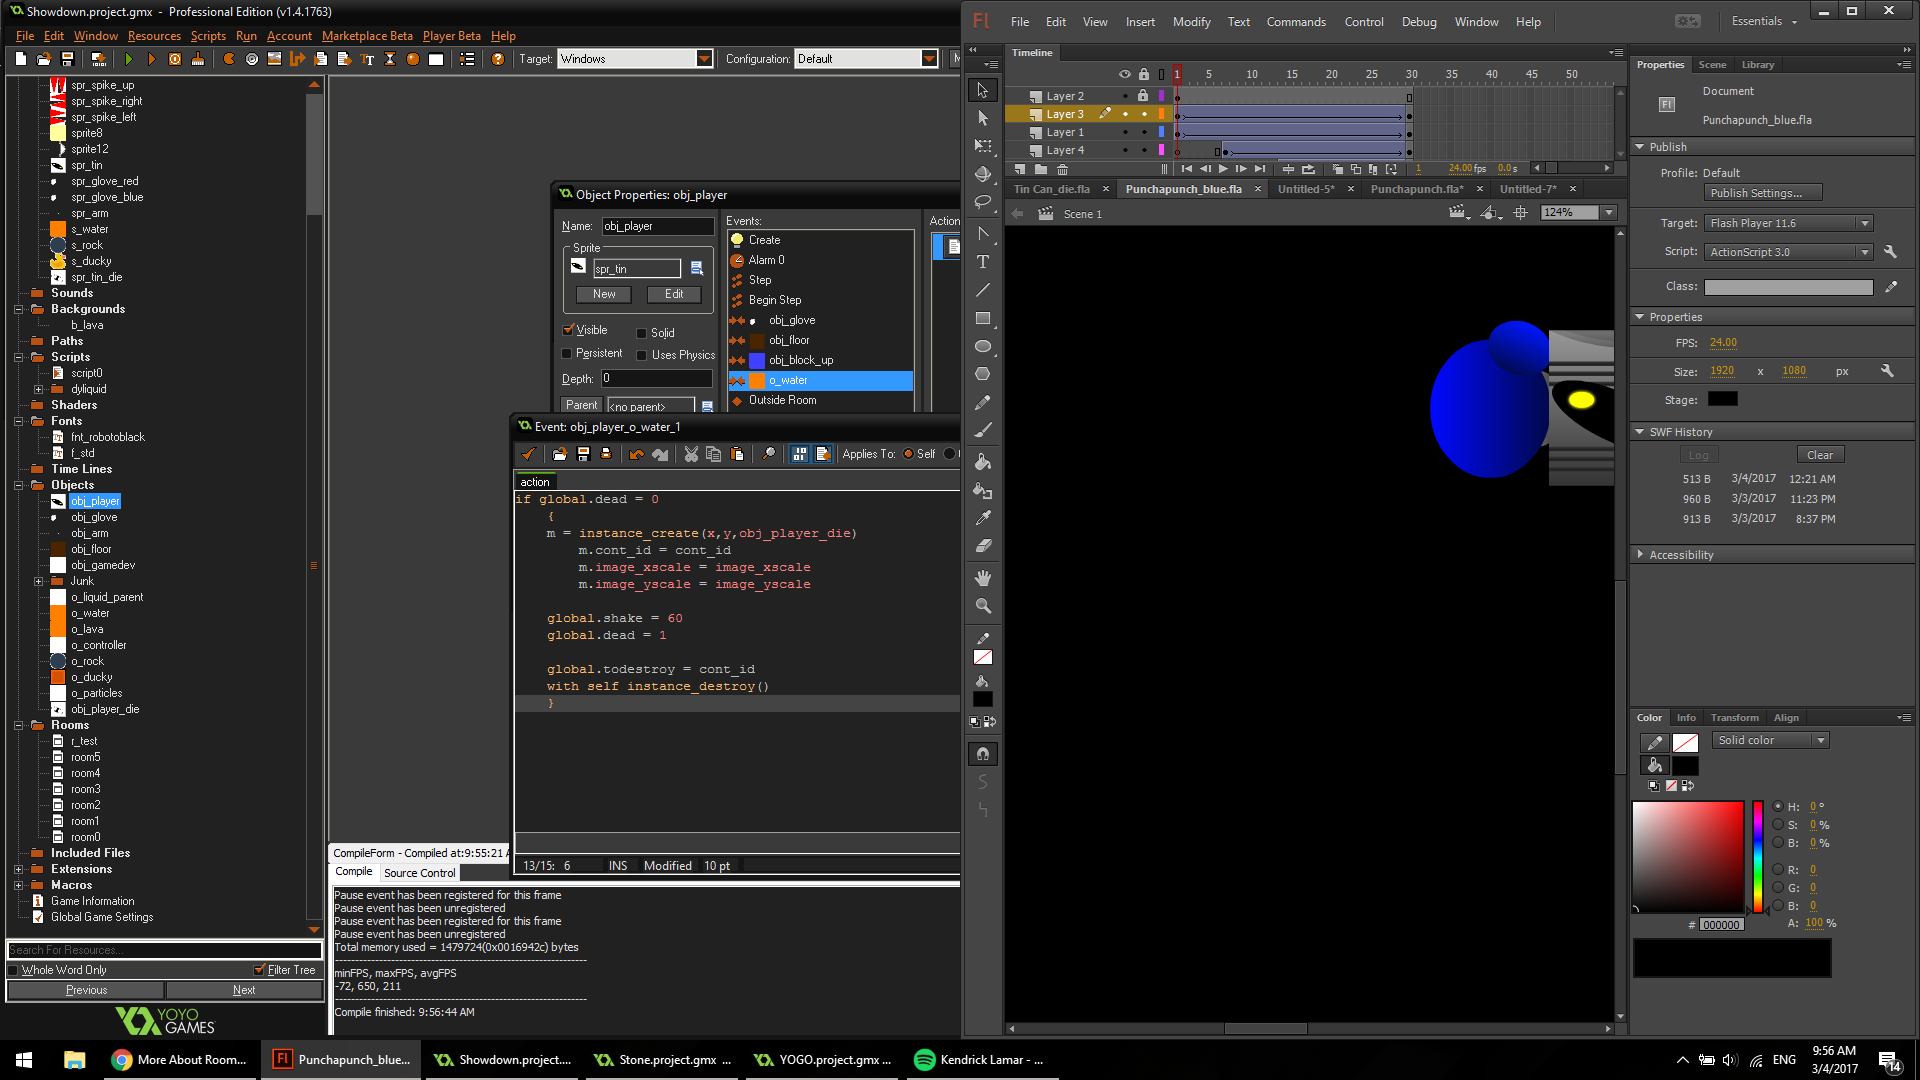 Showdown.project.gmx - Professional Edition (v1.4.1763)
File Edit Window Resources Scripts Run Account Marketplace Beta Player Beta Help
Target: Windows Configuration: Default
spr_spike_up
spr_spike_right
spr_spike_left
sprite8
sprite12
spr_tin
spr_glove_red
spr_glove_blue
spr_arm
s_water
s_rock
s_ducky
spr_tin_die
Sounds
Backgrounds
b_lava
Paths
Scripts
script0
dyliquid
Shaders
Fonts
fnt_robotoblack
f_std
Time Lines
Objects
obj_player
obj_glove
obj_arm
obj_floor
obj_gamedev
Junk
o_liquid_parent
o_water
o_lava
o_controller
o_rock
o_ducky
o_particles
obj_player_die
Rooms
r_test
room5
room4
room3
room2
room1
room0
Included Files
Extensions
Macros
Game Information
Global Game Settings
Search For Resources...
Whole Word Only Filter Tree
Previous Next
YOYO
GAMES
Object Properties: obj_player
Name: obj_player
Sprite
spr_tin
New Edit
Visible Solid
Persistent Uses Physics
Depth: 0
Parent <no parent>
Events:
Create
Alarm 0
Step
Begin Step
obj_glove
obj_floor
obj_block_up
o_water
Outside Room
Action
Event: obj_player_o_water_1
Applies To: Self
action
if global.dead = 0
{
m = instance_create(x,y,obj_player_die)
m.cont_id = cont_id
m.image_xscale = image_xscale
m.image_yscale = image_yscale
global.shake = 60
global.dead = 1
global.todestroy = cont_id
with self instance_destroy()
}
13/15: 6 INS Modified 10 pt
CompileForm - Compiled at:9:55:21
Compile Source Control
Pause event has been registered for this frame
Pause event has been unregistered
Pause event has been registered for this frame
Pause event has been unregistered
Total memory used = 1479724(0x0016942c) bytes
minFPS, maxFPS, avgFPS
-72, 650, 211
Compile finished: 9:56:44 AM
Fl File Edit View Insert Modify Text Commands Control Debug Window Help Essentials
Timeline
1 5 10 15 20 25 30 35 40 45 50
Layer 2
Layer 3
Layer 1
Layer 4
1 24.00 fps 0.0 s
Tin Can_die.fla Punchapunch_blue.fla Untitled-5* Punchapunch.fla* Untitled-7*
Scene 1 124%
Properties Scene Library
Document
Fl
Punchapunch_blue.fla
Publish
Profile: Default
Publish Settings...
Target: Flash Player 11.6
Script: ActionScript 3.0
Class:
Properties
FPS: 24.00
Size: 1920 x 1080 px
Stage:
SWF History
Log Clear
513 B 3/4/2017 12:21 AM
960 B 3/3/2017 11:23 PM
913 B 3/3/2017 8:37 PM
Accessibility
Color Info Transform Align
Solid color
H: 0 °
S: 0 %
B: 0 %
R: 0
G: 0
B: 0
A: 100 %
# 000000
More About Room... Punchapunch_blue... Showdown.project.... Stone.project.gmx ... YOGO.project.gmx ... Kendrick Lamar - ...
ENG 9:56 AM
3/4/2017
14